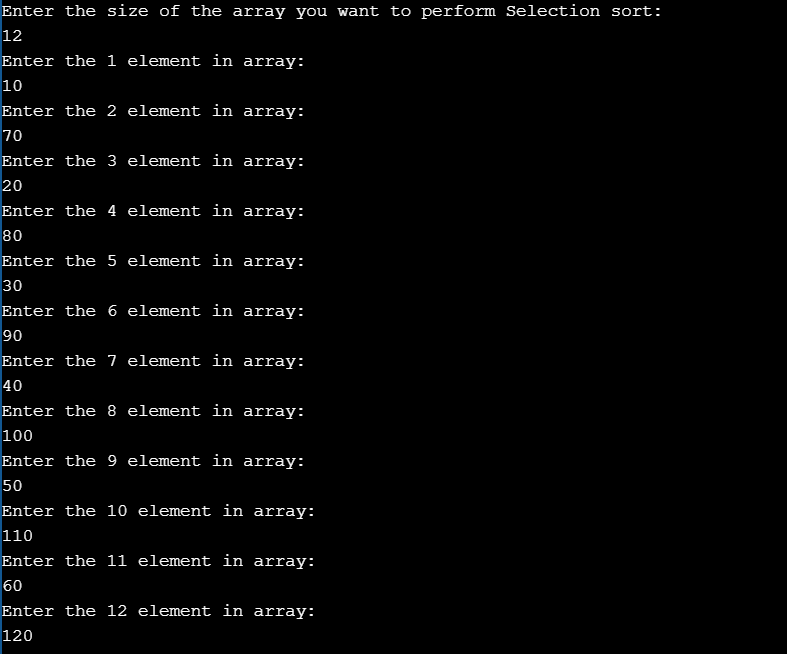 Enter the size of the array you want to perform Selection sort:
12
Enter the 1 element in array:
10
Enter the 2 element in array:
70
Enter the 3 element in array:
20
Enter the 4 element in array:
80
Enter the 5 element in array:
30
Enter the 6 element in array:
90
Enter the 7 element in array:
40
Enter the 8 element in array:
100
Enter the 9 element in array:
50
Enter the 10 element in array:
110
Enter the 11 element in array:
60
Enter the 12 element in array:
120